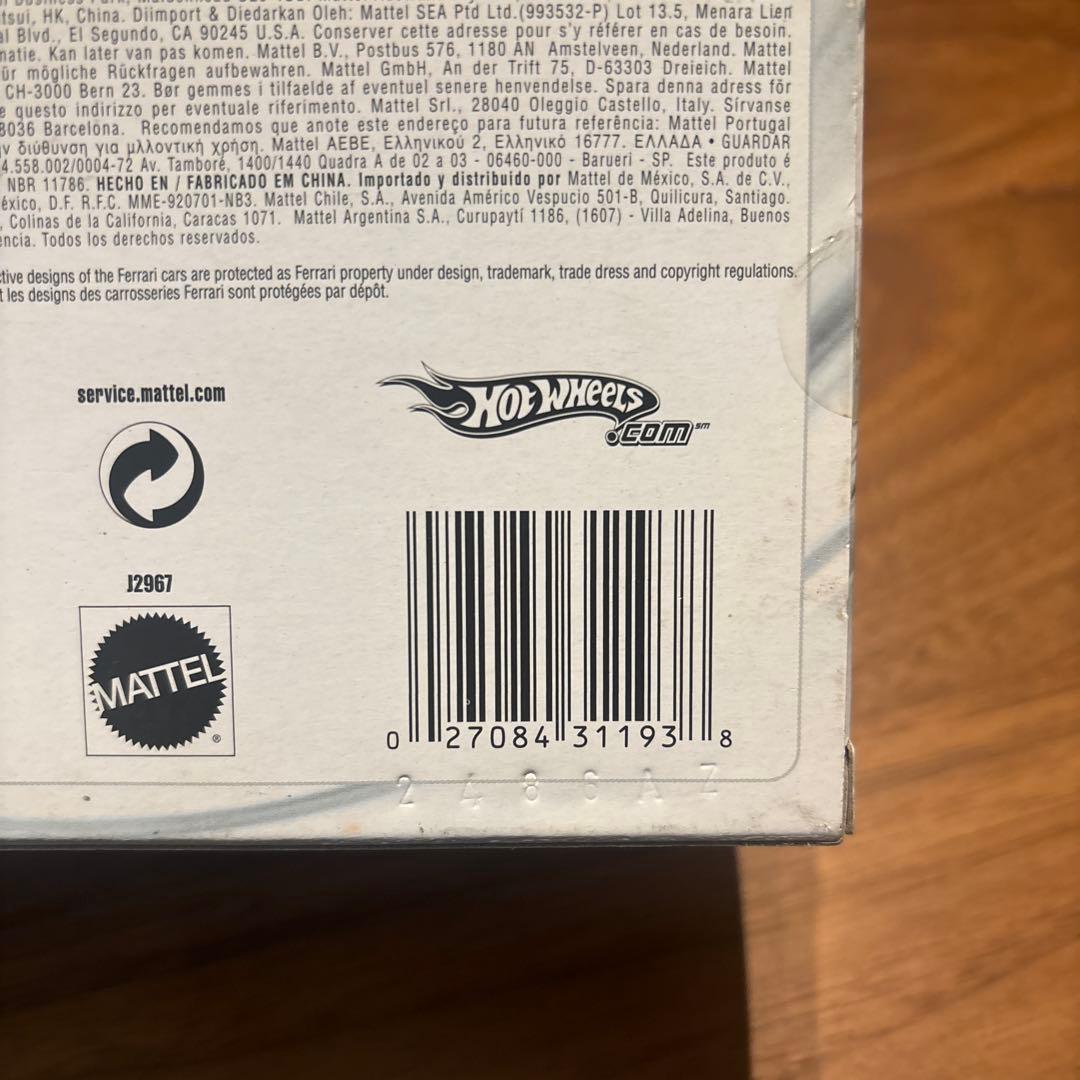 tsui, HK, China. Diimport & Diedarkan Oleh: Mattel SEA Ptd Ltd.(993532-P) Lot 13.5, Menara Lien
al Blvd., El Segundo, CA 90245 U.S.A. Conserver cette adresse pour s'y référer en cas de besoin.
matie. Kan later van pas komen. Mattel B.V., Postbus 576, 1180 AN Amstelveen, Nederland. Mattel
ür mögliche Rückfragen aufbewahren. Mattel GmbH, An der Trift 75, D-63303 Dreieich. Mattel
CH-3000 Bern 23. Bør gemmes i tilfaelde af eventuel senere henvendelse. Spara denna adress för
e questo indirizzo per eventuale riferimento. Mattel Srl., 28040 Oleggio Castello, Italy. Sírvanse
8036 Barcelona. Recomendamos que anote este endereço para futura referência: Mattel Portugal
ην διύθυνση για μλλοντική χρήση. Mattel AEBE, Ελληνικού 2, Ελληνικό 16777. ΕΛΛΑΔΑ • GUARDAR
4.558.002/0004-72 Av. Tamboré, 1400/1440 Quadra A de 02 a 03 - 06460-000 - Barueri - SP. Este produto é
NBR 11786. HECHO EN / FABRICADO EM CHINA. Importado y distribuido por Mattel de México, S.A. de C.V.,
éxico, D.F. R.F.C. MME-920701-NB3. Mattel Chile, S.A., Avenida Américo Vespucio 501-B, Quilicura, Santiago.
, Colinas de la California, Caracas 1071. Mattel Argentina S.A., Curupaytí 1186, (1607) - Villa Adelina, Buenos
encia. Todos los derechos reservados.
ctive designs of the Ferrari cars are protected as Ferrari property under design, trademark, trade dress and copyright regulations.
t les designs des carrosseries Ferrari sont protégées par dépôt.
service.mattel.com
HOT WHEELS
.COM℠
J2967
MATTEL®
0 27084 31193 8
2 4 8 6 A Z